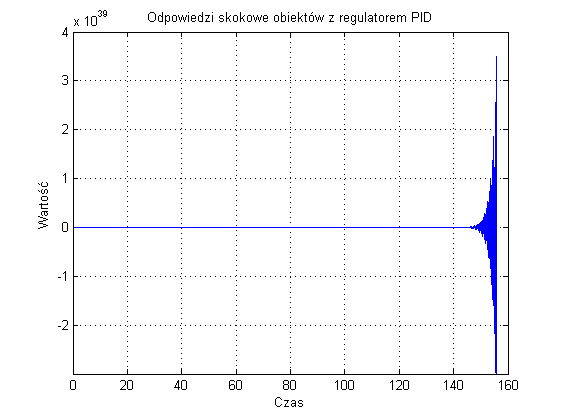 Odpowiedzi skokowe obiektów z regulatorem PID
x 10^39
4
3
2
1
0
-1
-2
Wartość
0 20 40 60 80 100 120 140 160
Czas